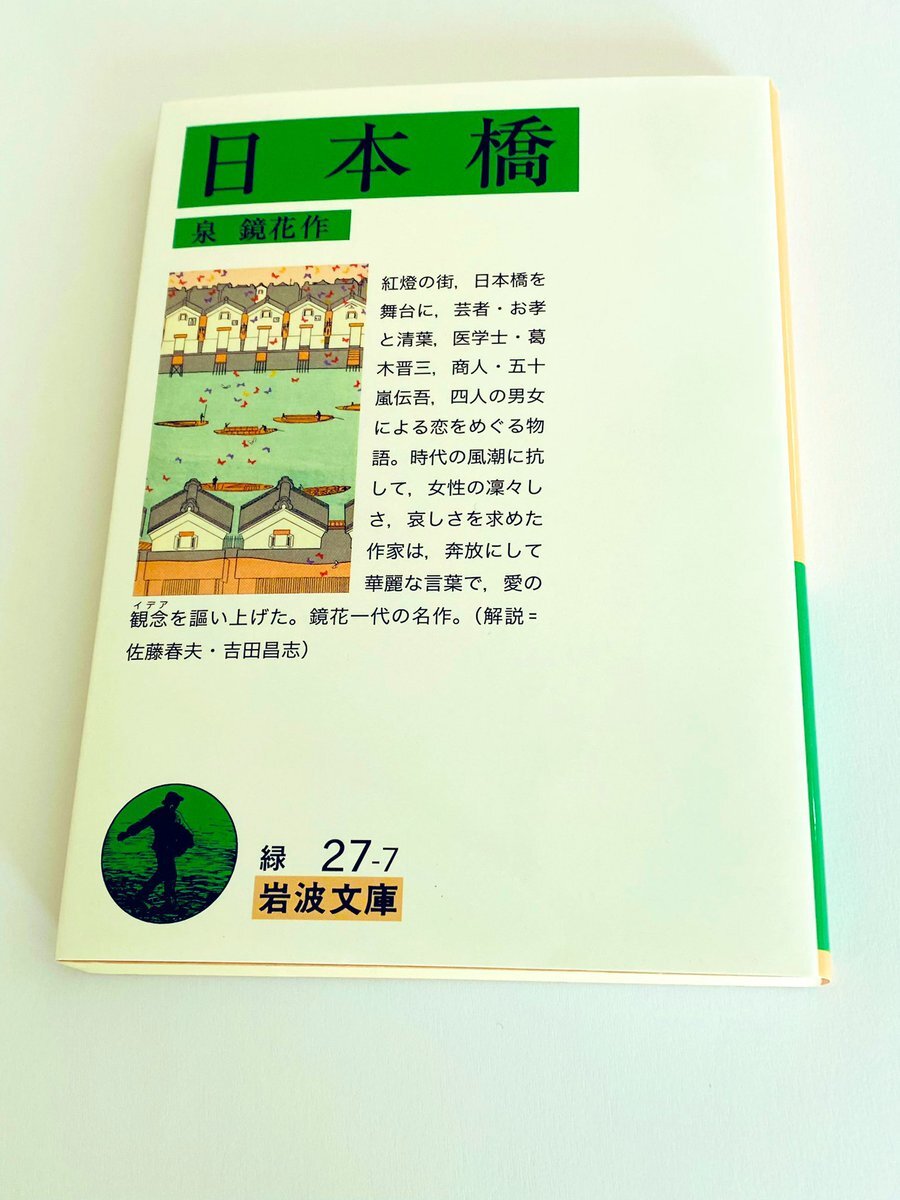 日本橋
泉 鏡花作
紅燈の街，日本橋を
舞台に，芸者・お孝
と清葉，医学士・葛
木晋三，商人・五十
嵐伝吾，四人の男女
による恋をめぐる物
語。時代の風潮に抗
して，女性の凜々し
さ，哀しさを求めた
作家は，奔放にして
華麗な言葉で，愛の
イデア
観念を謳い上げた。鏡花一代の名作。（解説＝
佐藤春夫・吉田昌志）
緑 27-7
岩波文庫